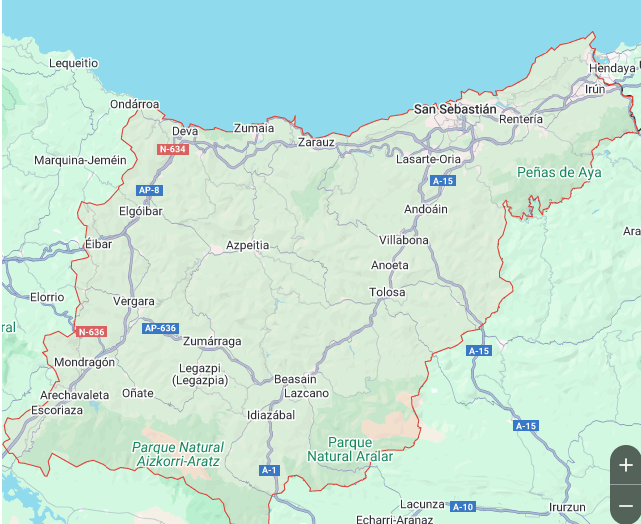 Lequeitio
Hendaya
Irún
Ondárroa
San Sebastián
Rentería
Deva
Zumaia
Zarauz
N-634
Marquina-Jeméin
Lasarte-Oria
Peñas de Aya
A-15
AP-8
Elgóibar
Andoáin
Ara
Éibar
Azpeitia
Villabona
Anoeta
Elorrio
Vergara
Tolosa
ral
N-636
AP-636
Zumárraga
A-15
Mondragón
Legazpi
(Legazpia)
Beasain
Arechavaleta
Oñate
Lazcano
Escoriaza
Idiazábal
A-15
Parque Natural
Aizkorri-Aratz
Parque
Natural Aralar
A-1
Lacunza
A-10
Irurzun
Echarri-Aranaz
+
−